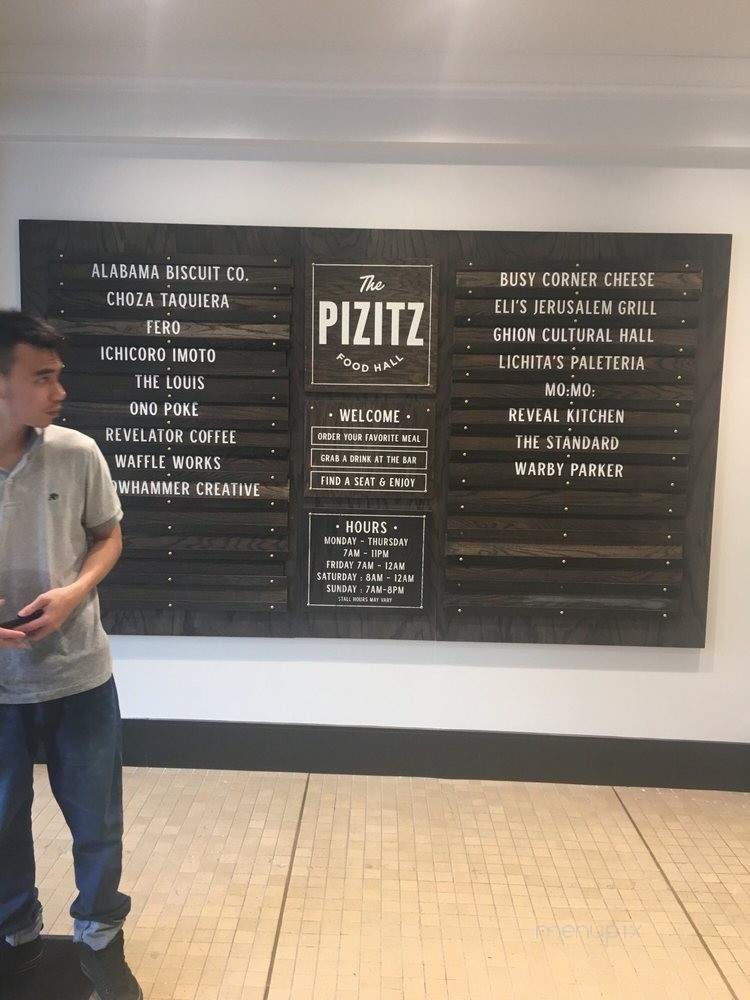 ALABAMA BISCUIT CO.
CHOZA TAQUIERA
FERO
ICHICORO IMOTO
THE LOUIS
ONO POKÉ
REVELATOR COFFEE
WAFFLE WORKS
OWHAMMER CREATIVE
The
PIZITZ
FOOD HALL
• WELCOME •
ORDER YOUR FAVORITE MEAL
GRAB A DRINK AT THE BAR
FIND A SEAT & ENJOY
• HOURS •
MONDAY - THURSDAY
7AM - 11PM
FRIDAY 7AM - 12AM
SATURDAY : 8AM - 12AM
SUNDAY : 7AM-8PM
STALL HOURS MAY VARY
BUSY CORNER CHEESE
ELI'S JERUSALEM GRILL
GHION CULTURAL HALL
LICHITA'S PALETERIA
MO:MO:
REVEAL KITCHEN
THE STANDARD
WARBY PARKER
menupix